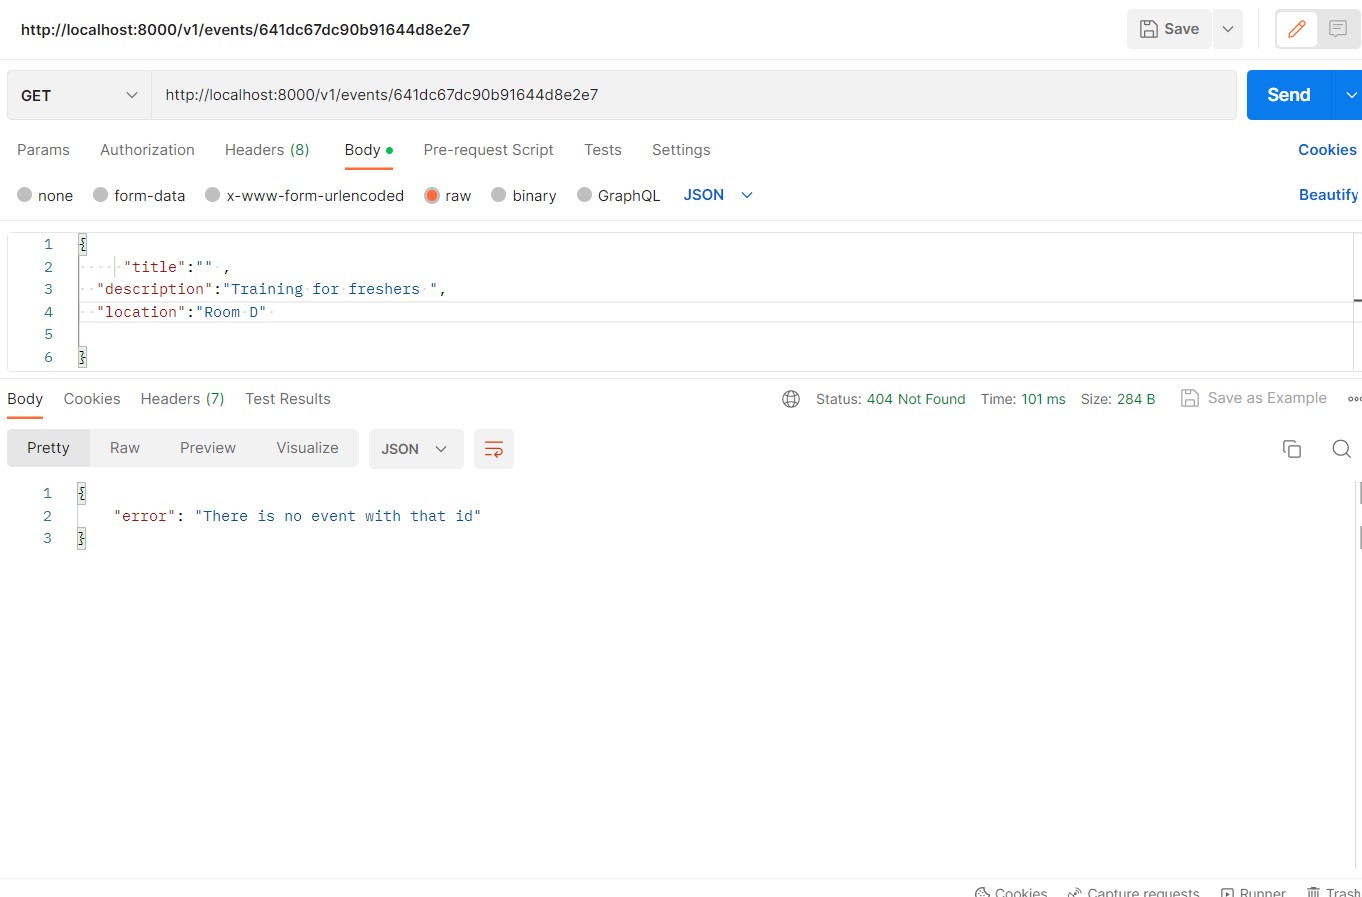 http://localhost:8000/v1/events/641dc67dc90b91644d8e2e7
Save
GET http://localhost:8000/v1/events/641dc67dc90b91644d8e2e7 Send
Params Authorization Headers (8) Body Pre-request Script Tests Settings Cookies
none form-data x-www-form-urlencoded raw binary GraphQL JSON Beautify
1 {
2 "title":"" ,
3 "description":"Training for freshers ",
4 "location":"Room D"
5
6 }
Body Cookies Headers (7) Test Results Status: 404 Not Found Time: 101 ms Size: 284 B Save as Example
Pretty Raw Preview Visualize JSON
1 {
2 "error": "There is no event with that id"
3 }
Cookies Capture requests Runner Trash